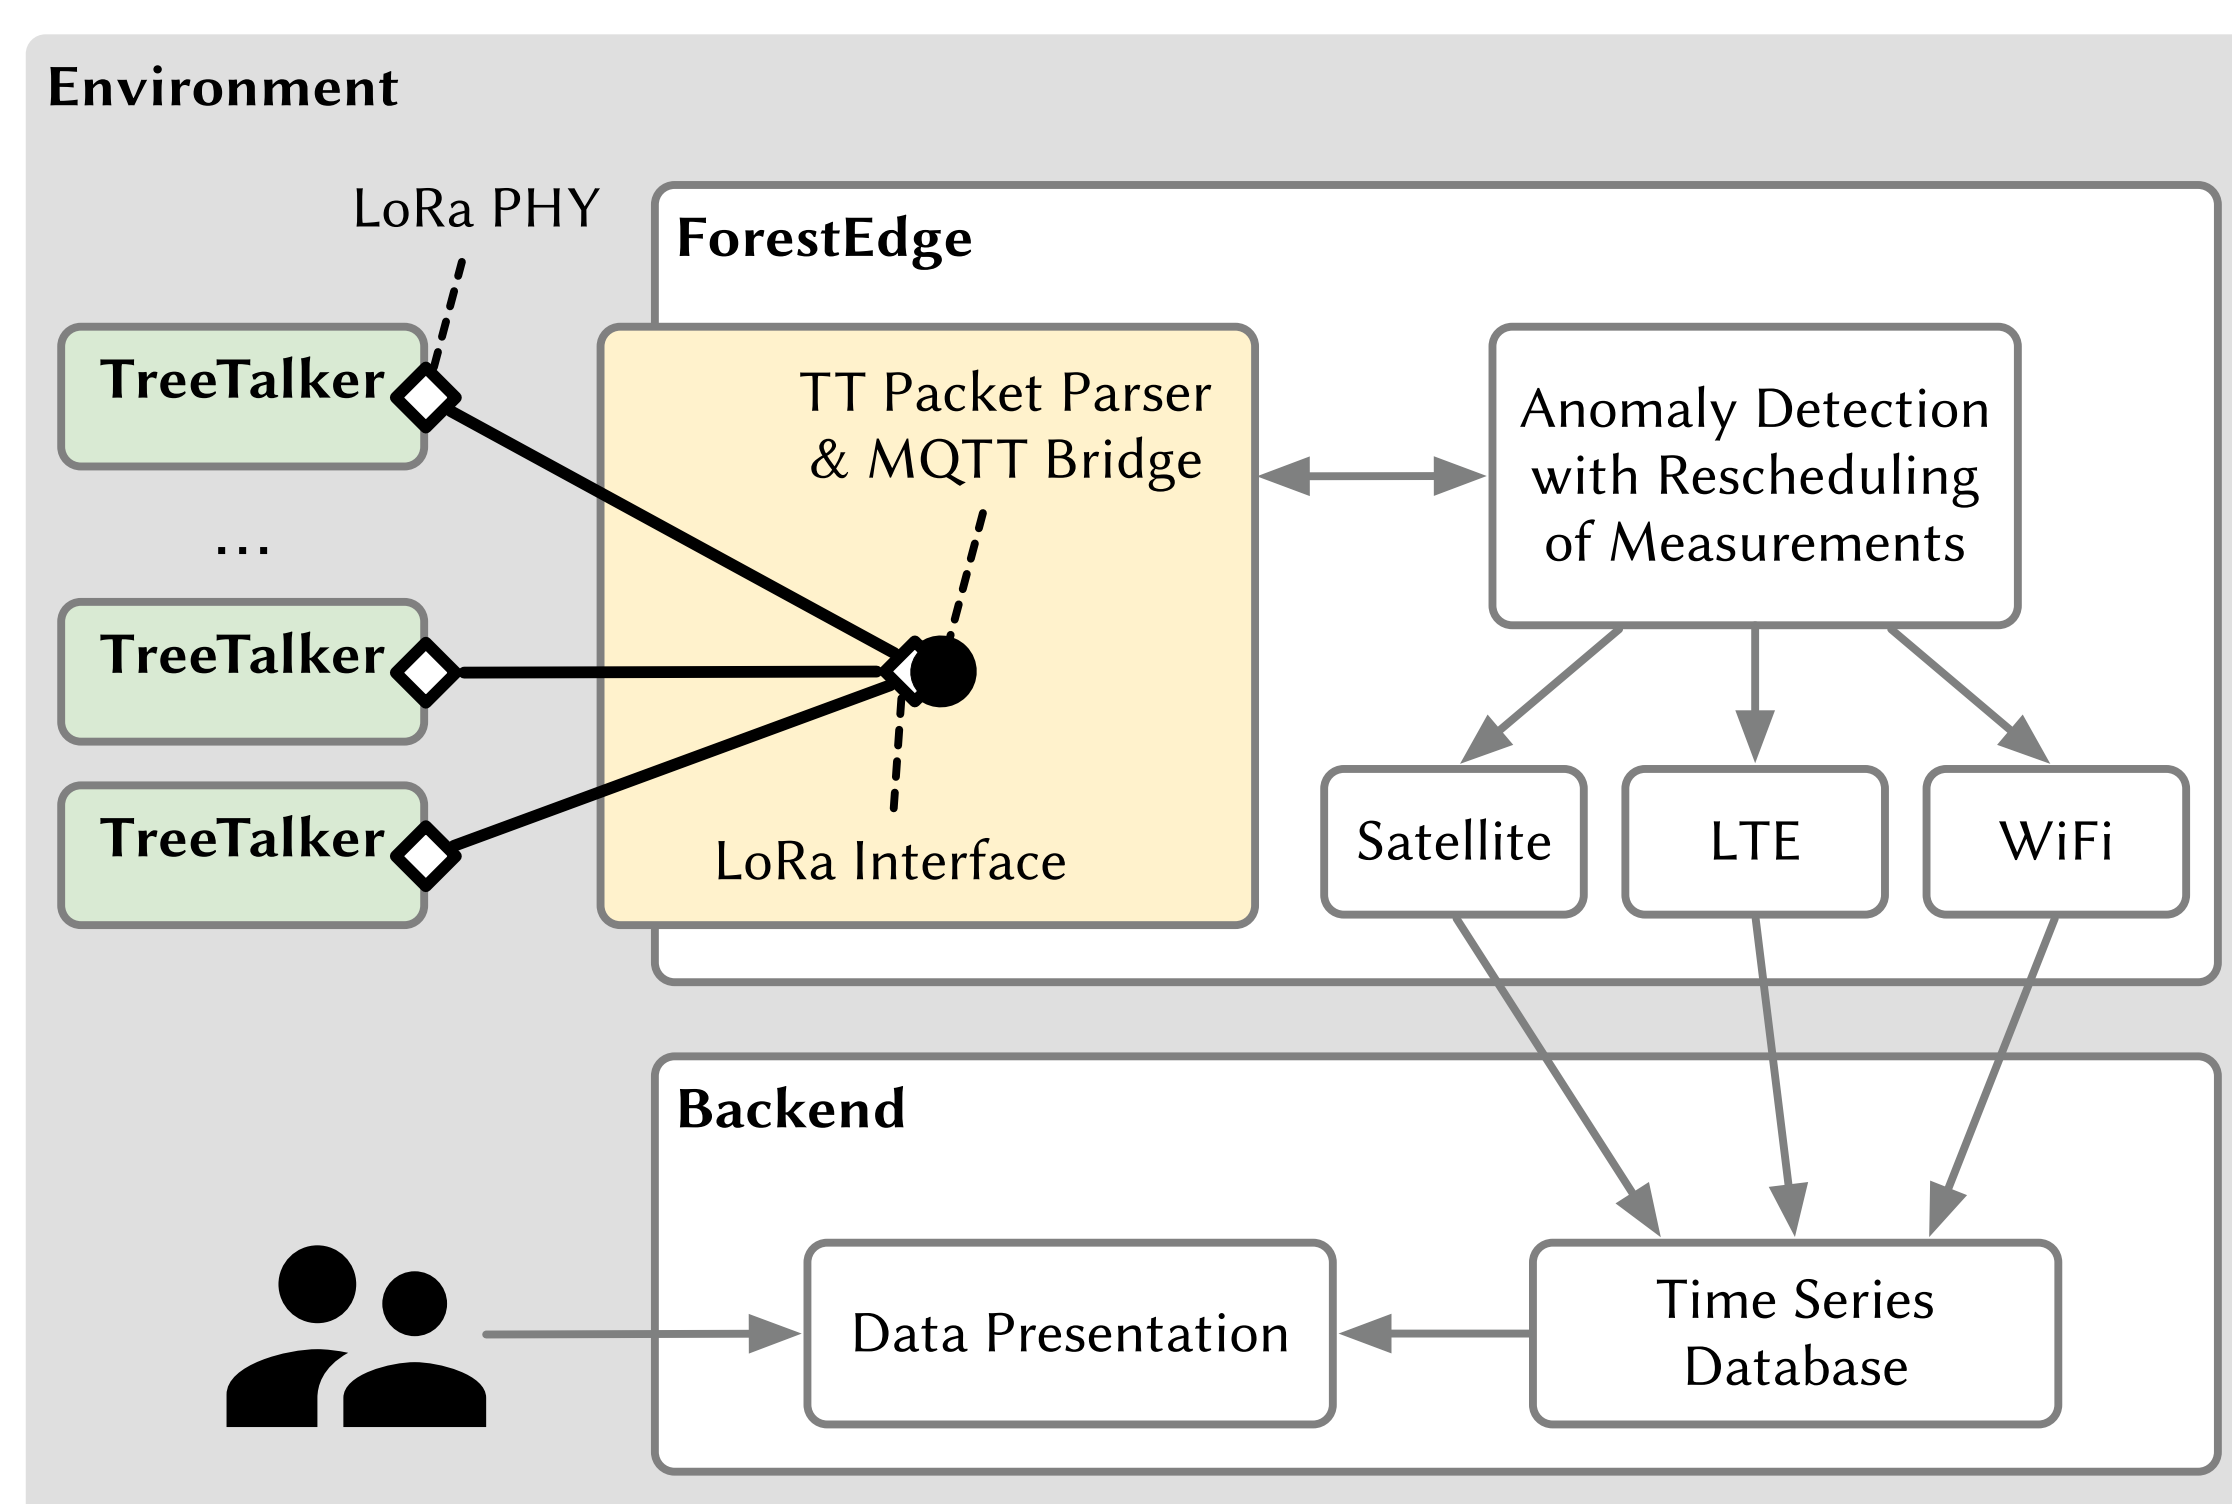 Environment
LoRa PHY
ForestEdge
TreeTalker
...
TreeTalker
TreeTalker
TT Packet Parser
& MQTT Bridge
LoRa Interface
Anomaly Detection
with Rescheduling
of Measurements
Satellite
LTE
WiFi
Backend
Data Presentation
Time Series
Database